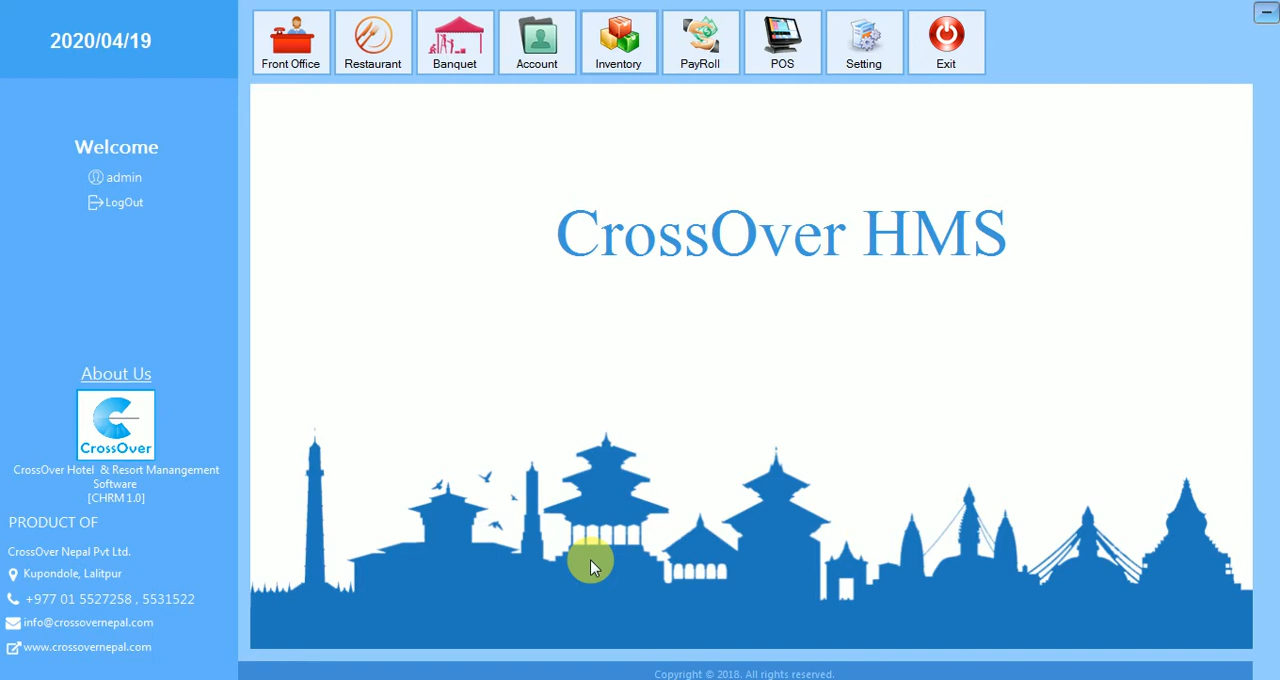 2020/04/19
Front Office
Restaurant
Banquet
Account
Inventory
PayRoll
POS
Setting
Exit
Welcome
admin
LogOut
CrossOver HMS
About Us
CrossOver
CrossOver Hotel & Resort Manangement
Software
[CHRM 1.0]
PRODUCT OF
CrossOver Nepal Pvt Ltd.
Kupondole, Lalitpur
+977 01 5527258 , 5531522
info@crossovernepal.com
www.crossovernepal.com
Copyright © 2018. All rights reserved.